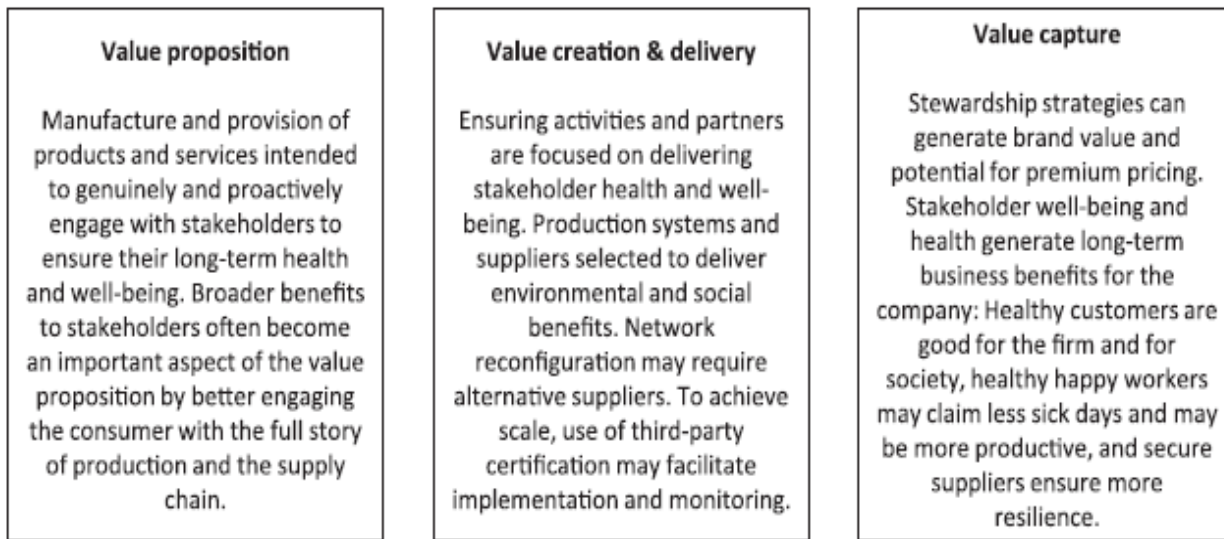 Value proposition
Manufacture and provision of
products and services intended
to genuinely and proactively
engage with stakeholders to
ensure their long-term health
and well-being. Broader benefits
to stakeholders often become
an important aspect of the value
proposition by better engaging
the consumer with the full story
of production and the supply
chain.
Value creation & delivery
Ensuring activities and partners
are focused on delivering
stakeholder health and well-
being. Production systems and
suppliers selected to deliver
environmental and social
benefits. Network
reconfiguration may require
alternative suppliers. To achieve
scale, use of third-party
certification may facilitate
implementation and monitoring.
Value capture
Stewardship strategies can
generate brand value and
potential for premium pricing.
Stakeholder well-being and
health generate long-term
business benefits for the
company: Healthy customers are
good for the firm and for
society, healthy happy workers
may claim less sick days and may
be more productive, and secure
suppliers ensure more
resilience.